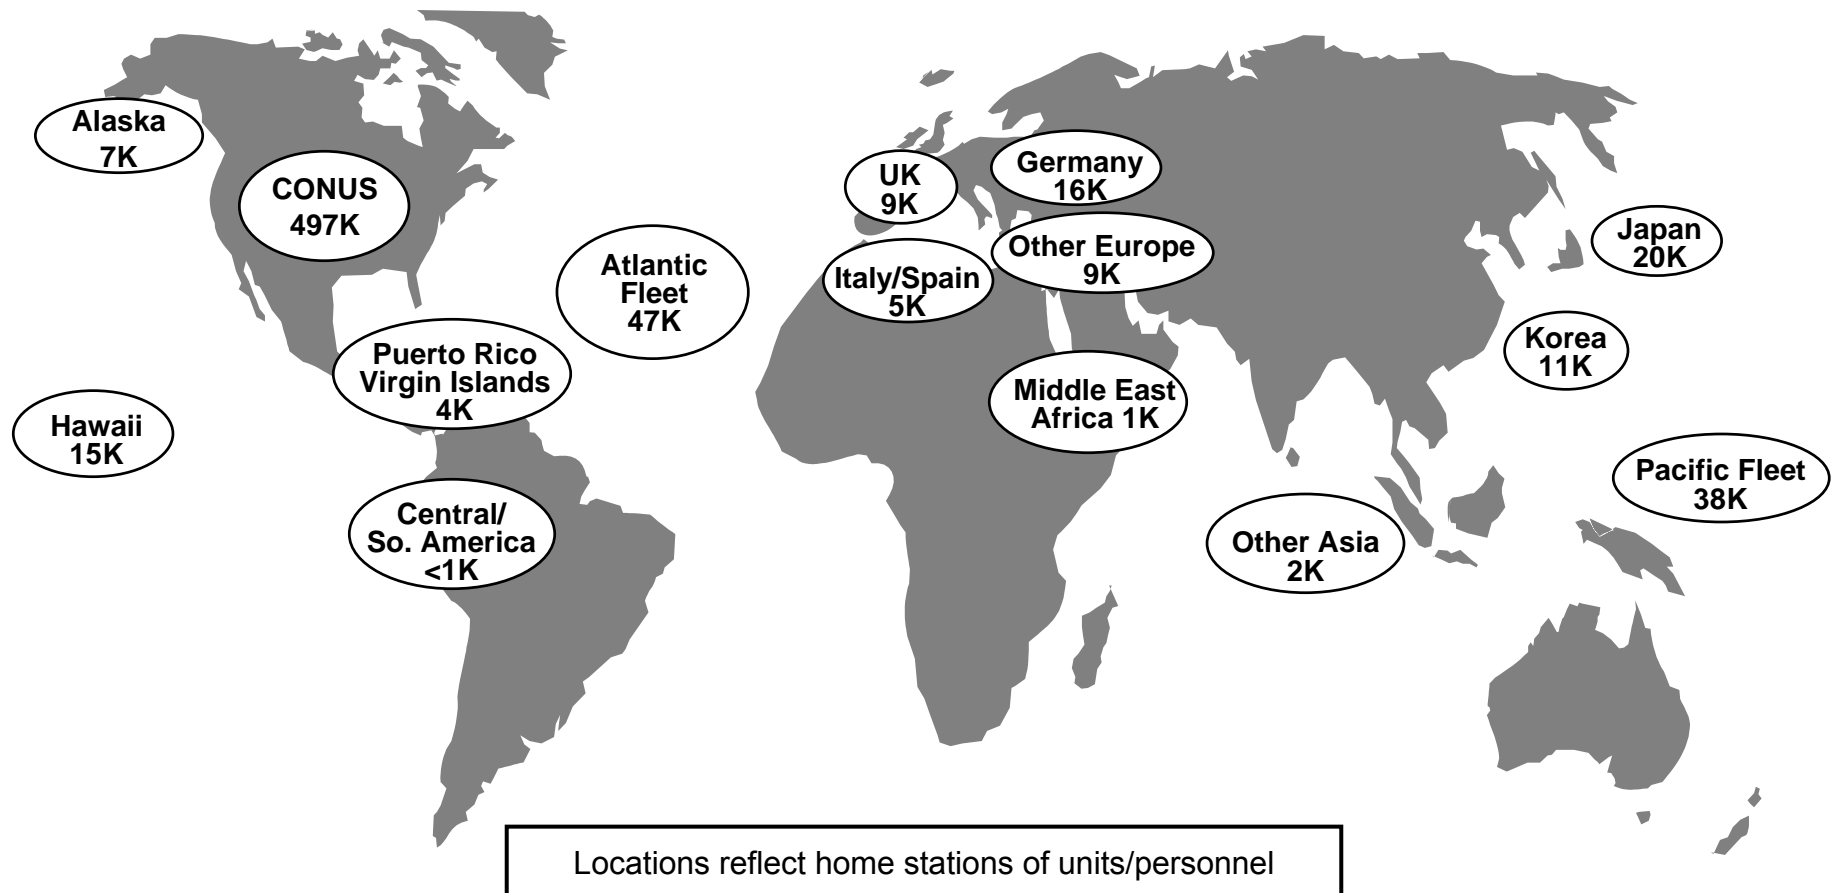 Alaska
7K
CONUS
497K
Hawaii
15K
Puerto Rico
Virgin Islands
4K
Central/
So. America
<1K
Atlantic
Fleet
47K
UK
9K
Germany
16K
Italy/Spain
5K
Other Europe
9K
Middle East
Africa 1K
Japan
20K
Korea
11K
Other Asia
2K
Pacific Fleet
38K
Locations reflect home stations of units/personnel